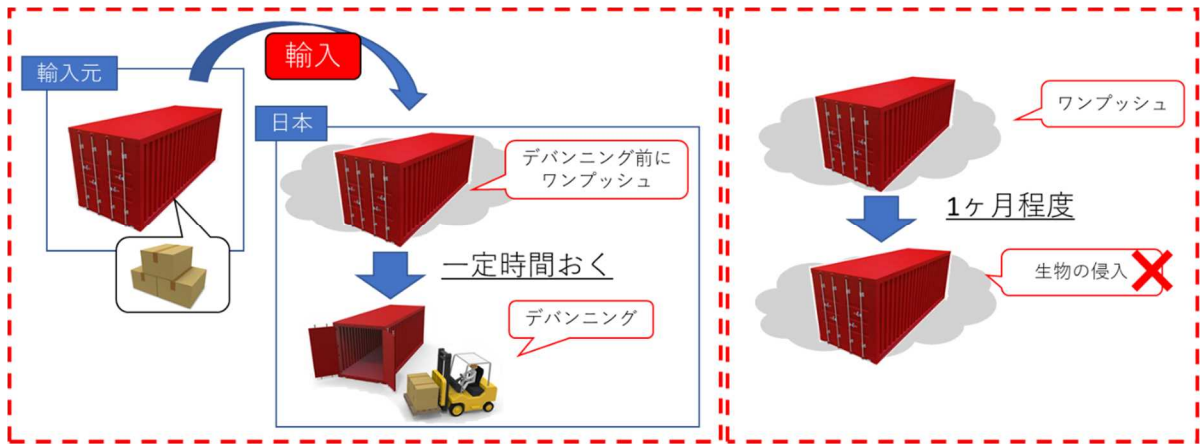 輸入
輸入元
日本
デバンニング前に
ワンプッシュ
一定時間おく
デバンニング
ワンプッシュ
1ヶ月程度
生物の侵入